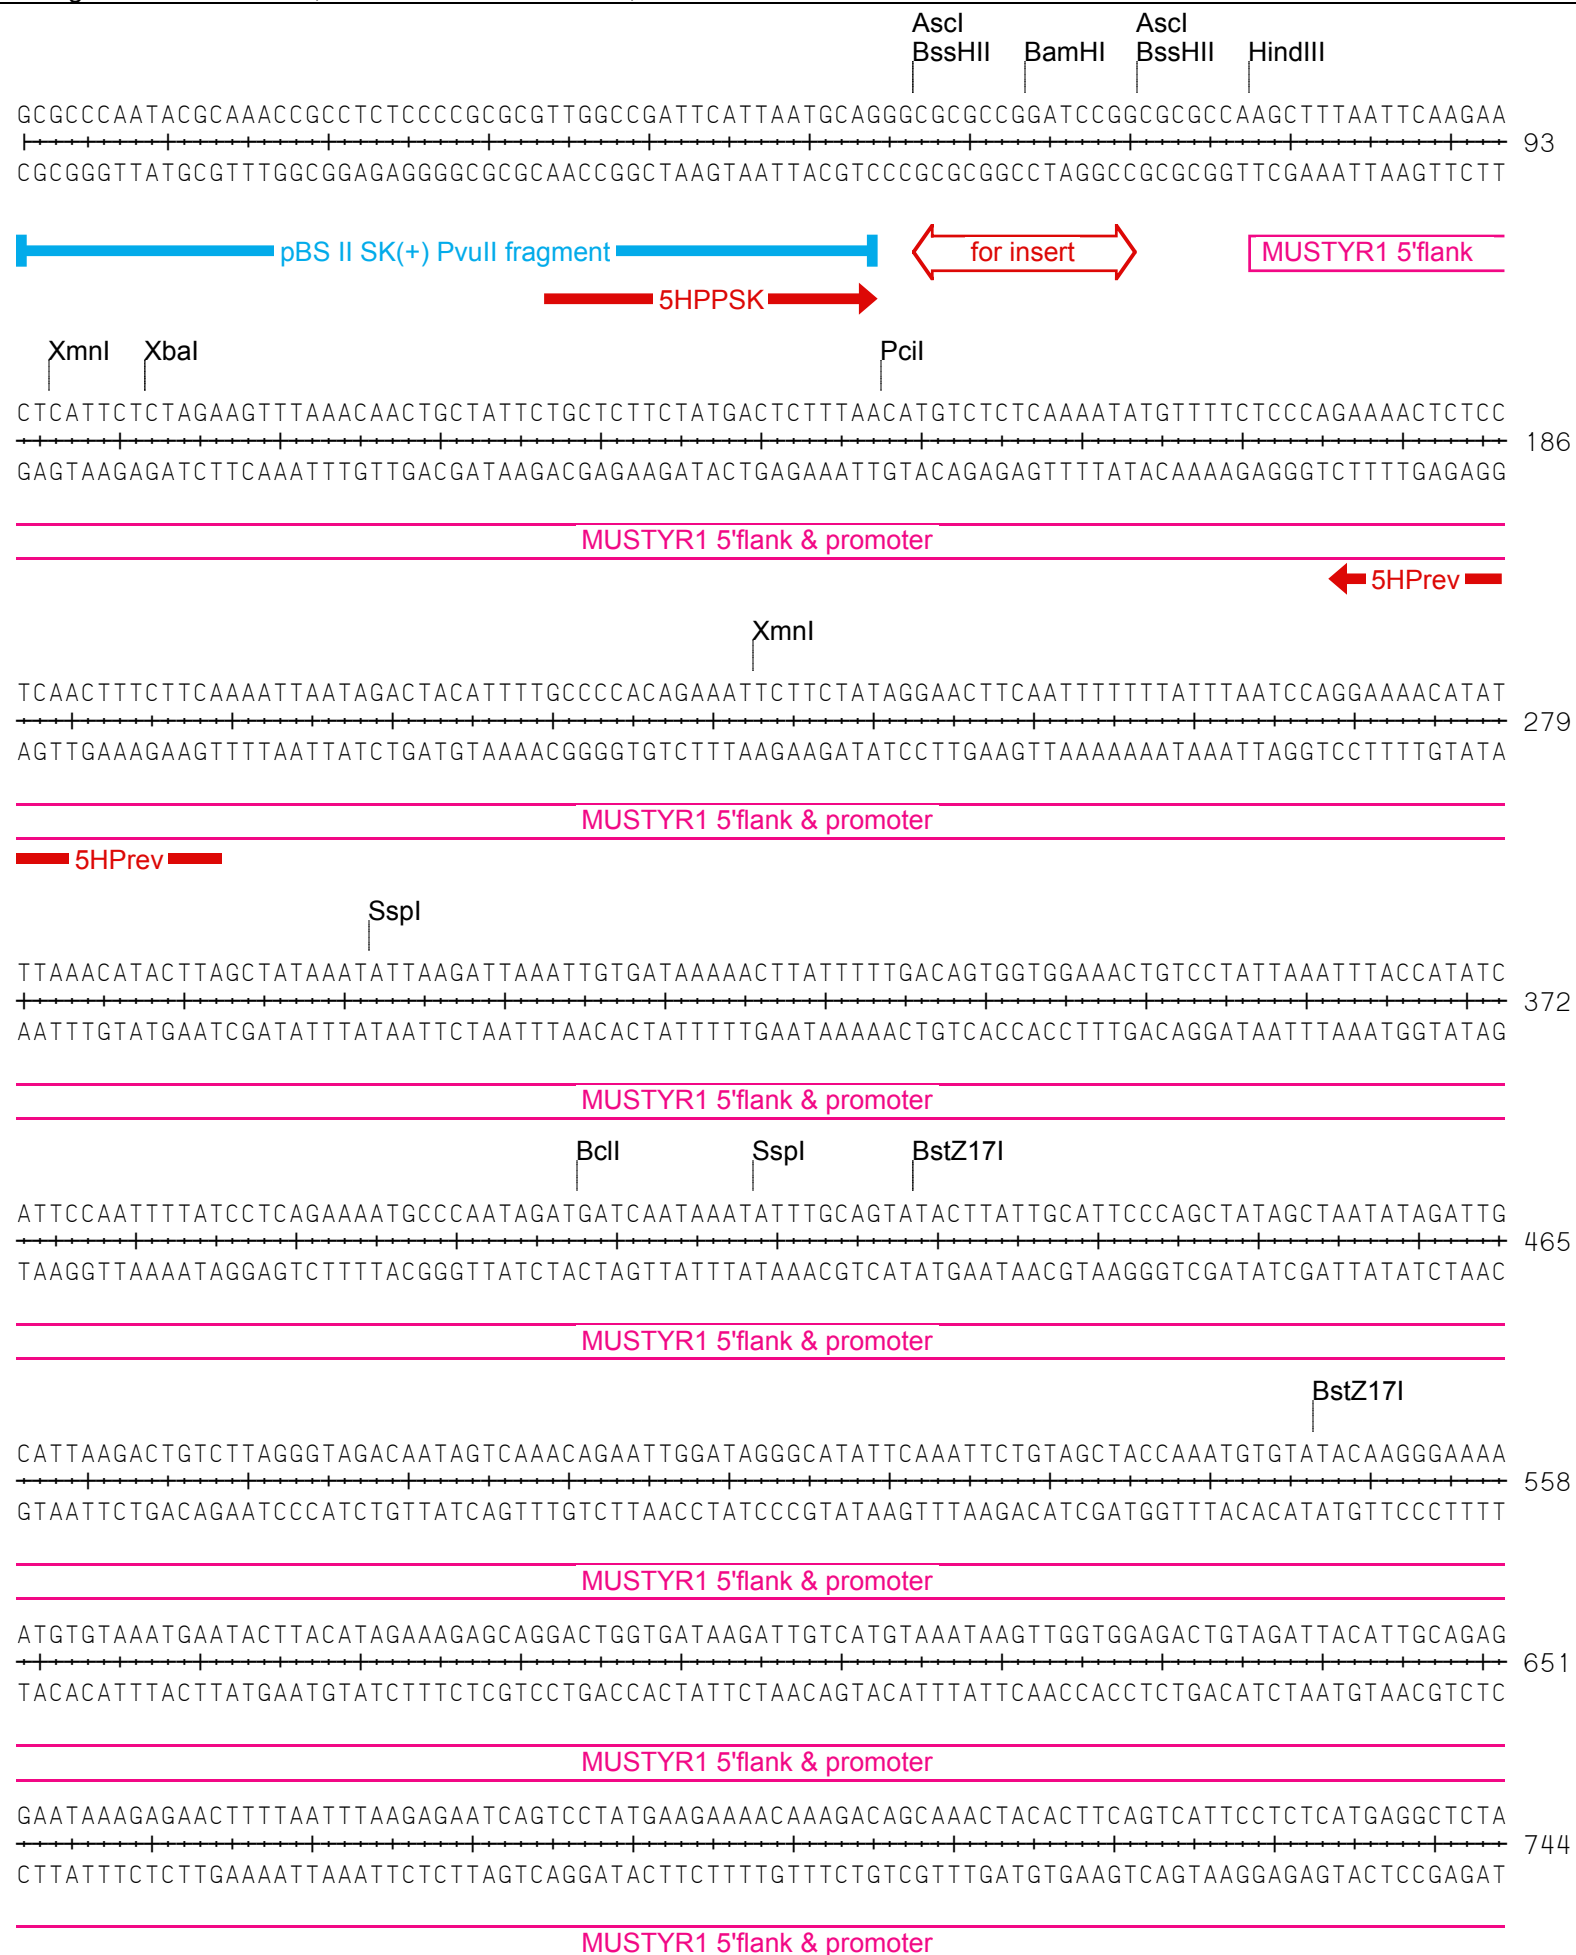 AscI AscI
BssHII BamHI BssHII HindIII
GCGCCCAATACGCAAACCGCCTCTCCCCGCGCGTTGGCCGATTCATTAATGCAGGGCGCGCCGGATCCGGCGCGCCAAGCTTTAATTCAAGAA
93
CGCGGGTTATGCGTTTGGCGGAGAGGGGCGCGCAACCGGCTAAGTAATTACGTCCCGCGCGGCCTAGGCCGCGCGGTTCGAAATTAAGTTCTT
pBS II SK(+) PvuII fragment for insert MUSTYR1 5'flank
5HPPSK
XmnI XbaI PciI
CTCATTCTCTAGAAGTTTAAACAACTGCTATTCTGCTCTTCTATGACTCTTTAACATGTCTCTCAAAATATGTTTTCTCCCAGAAAACTCTCC
186
GAGTAAGAGATCTTCAAATTTGTTGACGATAAGACGAGAAGATACTGAGAAATTGTACAGAGAGTTTTATACAAAAGAGGGTCTTTTGAGAGG
MUSTYR1 5'flank & promoter
5HPrev
XmnI
TCAACTTTCTTCAAAATTAATAGACTACATTTTGCCCCACAGAAATTCTTCTATAGGAACTTCAATTTTTTTATTTAATCCAGGAAAACATAT
279
AGTTGAAAGAAGTTTTAATTATCTGATGTAAAACGGGGTGTCTTTAAGAAGATATCCTTGAAGTTAAAAAAATAAATTAGGTCCTTTTGTATA
MUSTYR1 5'flank & promoter
5HPrev
SspI
TTAAACATACTTAGCTATAAATATTAAGATTAAATTGTGATAAAAACTTATTTTTGACAGTGGTGGAAACTGTCCTATTAAATTTACCATATC
372
AATTTGTATGAATCGATATTTATAATTCTAATTTAACACTATTTTTGAATAAAAACTGTCACCACCTTTGACAGGATAATTTAAATGGTATAG
MUSTYR1 5'flank & promoter
BclI SspI BstZ17I
ATTCCAATTTTATCCTCAGAAAATGCCCAATAGATGATCAATAAATATTTGCAGTATACTTATTGCATTCCCAGCTATAGCTAATATAGATTG
465
TAAGGTTAAAATAGGAGTCTTTTACGGGTTATCTACTAGTTATTTATAAACGTCATATGAATAACGTAAGGGTCGATATCGATTATATCTAAC
MUSTYR1 5'flank & promoter
BstZ17I
CATTAAGACTGTCTTAGGGTAGACAATAGTCAAACAGAATTGGATAGGGCATATTCAAATTCTGTAGCTACCAAATGTGTATACAAGGGAAAA
558
GTAATTCTGACAGAATCCCATCTGTTATCAGTTTGTCTTAACCTATCCCGTATAAGTTTAAGACATCGATGGTTTACACATATGTTCCCTTTT
MUSTYR1 5'flank & promoter
ATGTGTAAATGAATACTTACATAGAAAGAGCAGGACTGGTGATAAGATTGTCATGTAAATAAGTTGGTGGAGACTGTAGATTACATTGCAGAG
651
TACACATTTACTTATGAATGTATCTTTCTCGTCCTGACCACTATTCTAACAGTACATTTATTCAACCACCTCTGACATCTAATGTAACGTCTC
MUSTYR1 5'flank & promoter
GAATAAAGAGAACTTTTAATTTAAGAGAATCAGTCCTATGAAGAAAACAAAGACAGCAAACTACACTTCAGTCATTCCTCTCATGAGGCTCTA
744
CTTATTTCTCTTGAAAATTAAATTCTCTTAGTCAGGATACTTCTTTTGTTTCTGTCGTTTGATGTGAAGTCAGTAAGGAGAGTACTCCGAGAT
MUSTYR1 5'flank & promoter